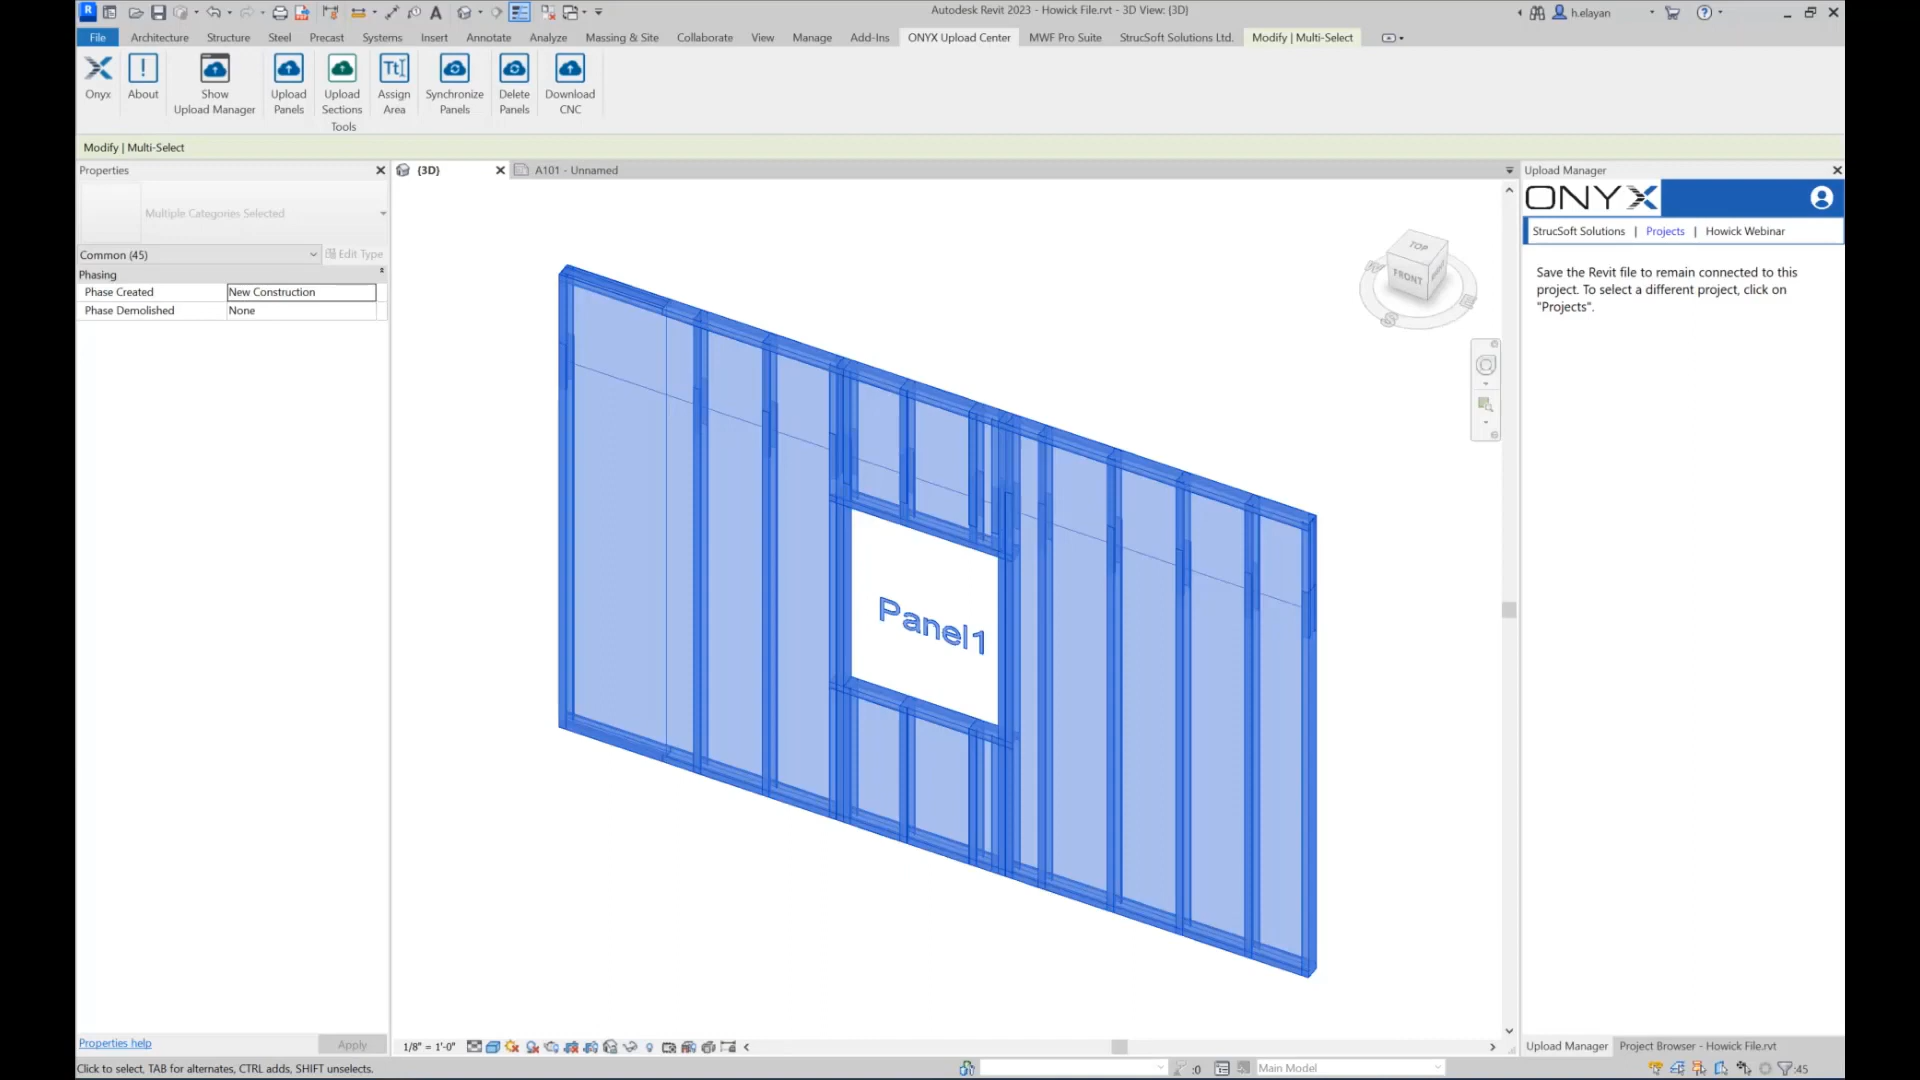 Autodesk Revit 2023 - Howick File.rvt - 3D View: {3D}
h.elayan
File Architecture Structure Steel Precast Systems Insert Annotate Analyze Massing & Site Collaborate View Manage Add-Ins ONYX Upload Center MWF Pro Suite StrucSoft Solutions Ltd. Modify | Multi-Select
Onyx
About
Show
Upload Manager
Upload
Panels
Upload
Sections
Assign
Area
Synchronize
Panels
Delete
Panels
Download
CNC
Tools
Modify | Multi-Select
Properties
Multiple Categories Selected
Common (45)
Edit Type
Phasing
Phase Created New Construction
Phase Demolished None
Properties help
Apply
{3D}
A101 - Unnamed
TOP
FRONT
W
S
Panel1
Upload Manager
ONYX
StrucSoft Solutions | Projects | Howick Webinar
Save the Revit file to remain connected to this
project. To select a different project, click on
"Projects".
1/8" = 1'-0"
Upload Manager
Project Browser - Howick File.rvt
Click to select, TAB for alternates, CTRL adds, SHIFT unselects.
:0
Main Model
:45